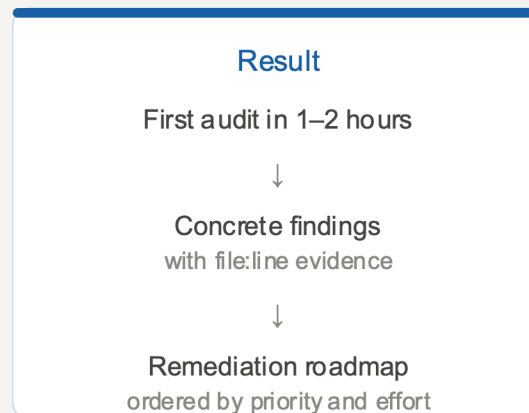 Result
First audit in 1–2 hours
↓
Concrete findings
with file:line evidence
↓
Remediation roadmap
ordered by priority and effort